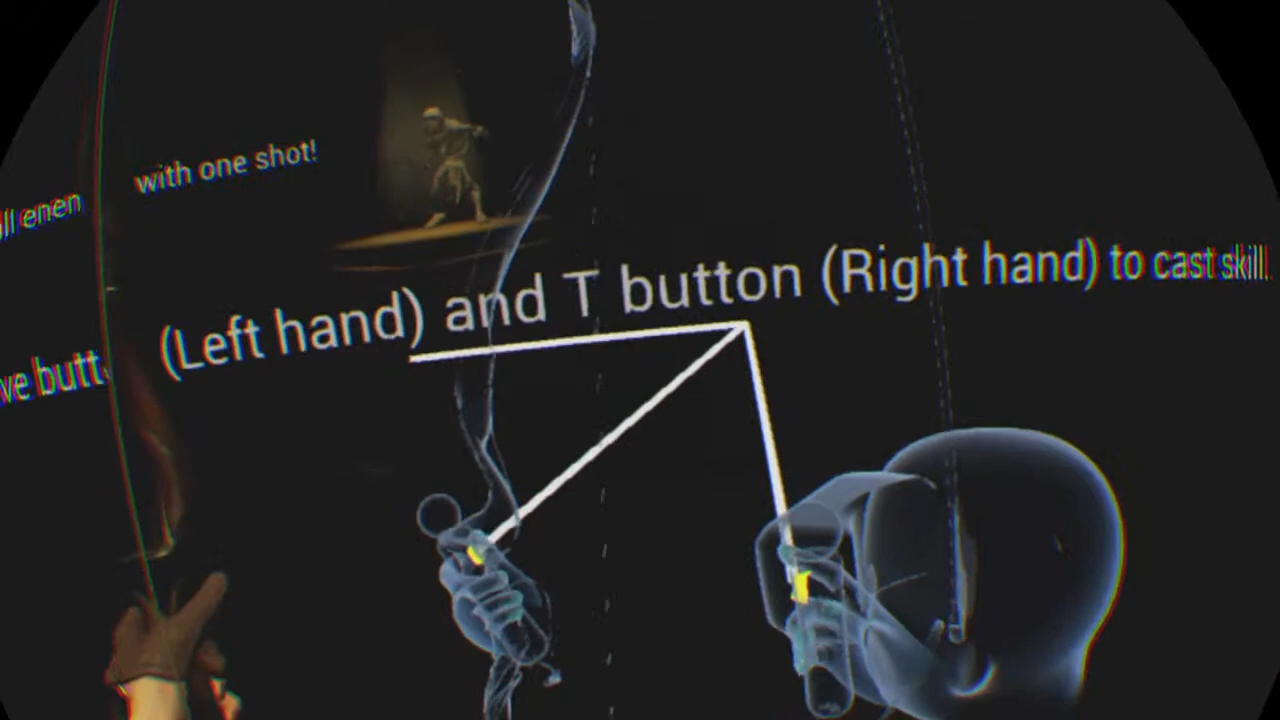 with one shot!
(Left hand) and T button (Right hand) to cast skill.